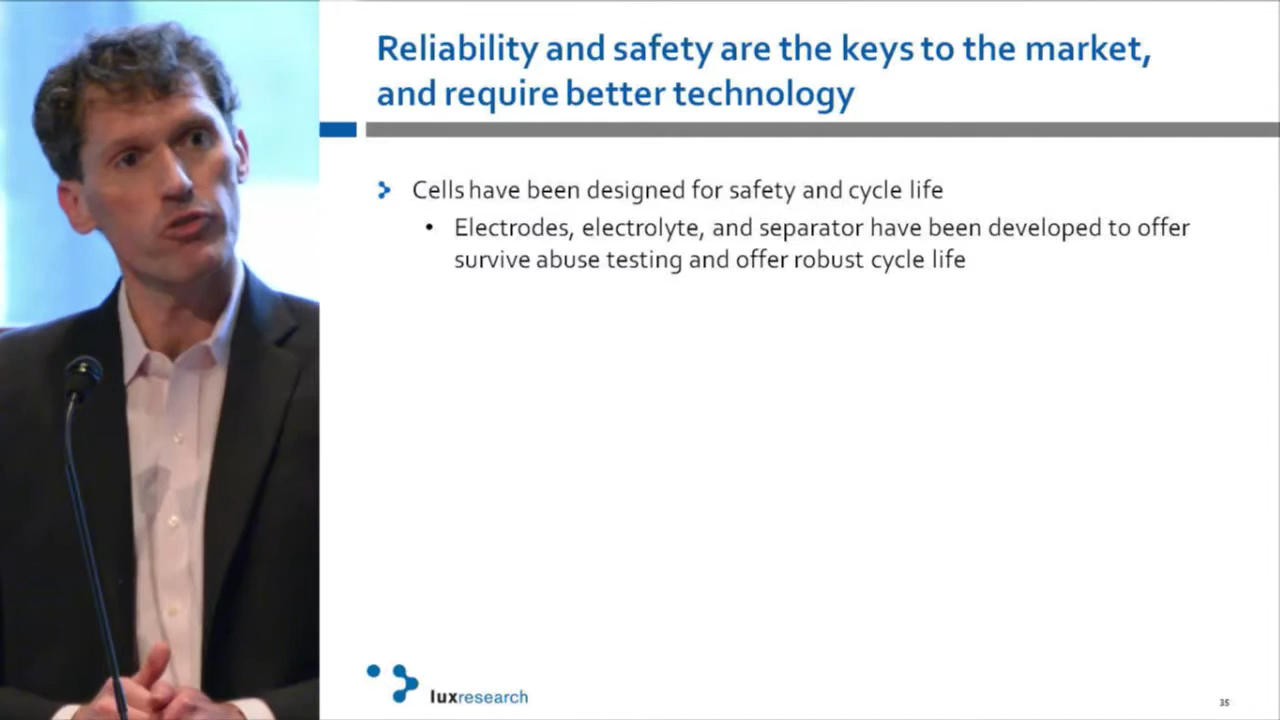 Reliability and safety are the keys to the market,
and require better technology
Cells have been designed for safety and cycle life
• Electrodes, electrolyte, and separator have been developed to offer
survive abuse testing and offer robust cycle life
luxresearch
35